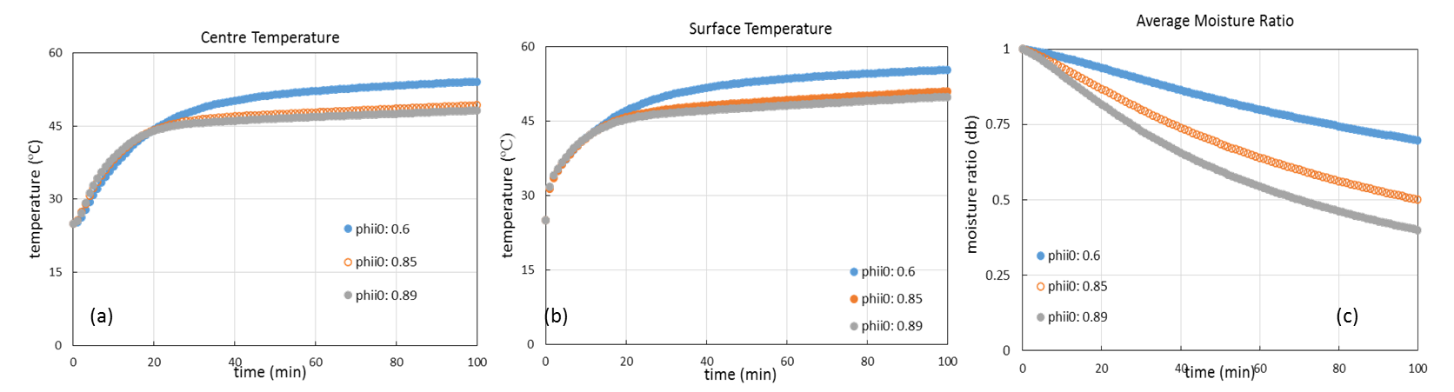 Centre Temperature
60
45
30
15
0
temperature (°C)
phii0: 0.6
phii0: 0.85
phii0: 0.89
(a)
0 20 40 60 80 100
time (min)
Surface Temperature
60
45
30
15
0
temperature (°C)
phii0: 0.6
phii0: 0.85
phii0: 0.89
(b)
0 20 40 60 80 100
time (min)
Average Moisture Ratio
1
0.75
0.5
0.25
0
moisture ratio (db)
phii0: 0.6
phii0: 0.85
phii0: 0.89
(c)
0 20 40 60 80 100
time (min)